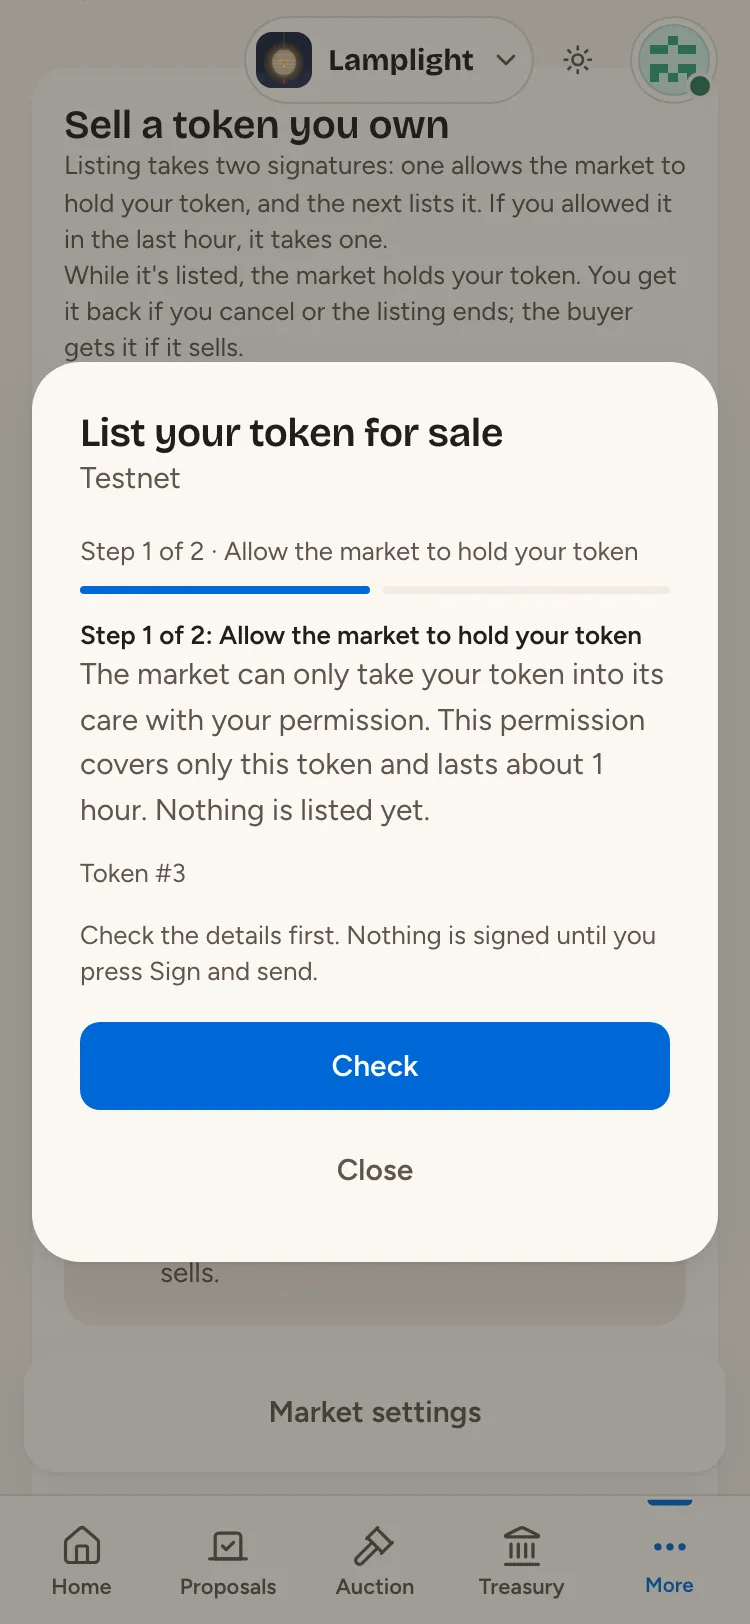 Lamplight
Sell a token you own
Listing takes two signatures: one allows the market to
hold your token, and the next lists it. If you allowed it
in the last hour, it takes one.
While it's listed, the market holds your token. You get
it back if you cancel or the listing ends; the buyer
gets it if it sells.
List your token for sale
Testnet
Step 1 of 2 · Allow the market to hold your token
Step 1 of 2: Allow the market to hold your token
The market can only take your token into its
care with your permission. This permission
covers only this token and lasts about 1
hour. Nothing is listed yet.
Token #3
Check the details first. Nothing is signed until you
press Sign and send.
Check
Close
sells.
Market settings
Home
Proposals
Auction
Treasury
More